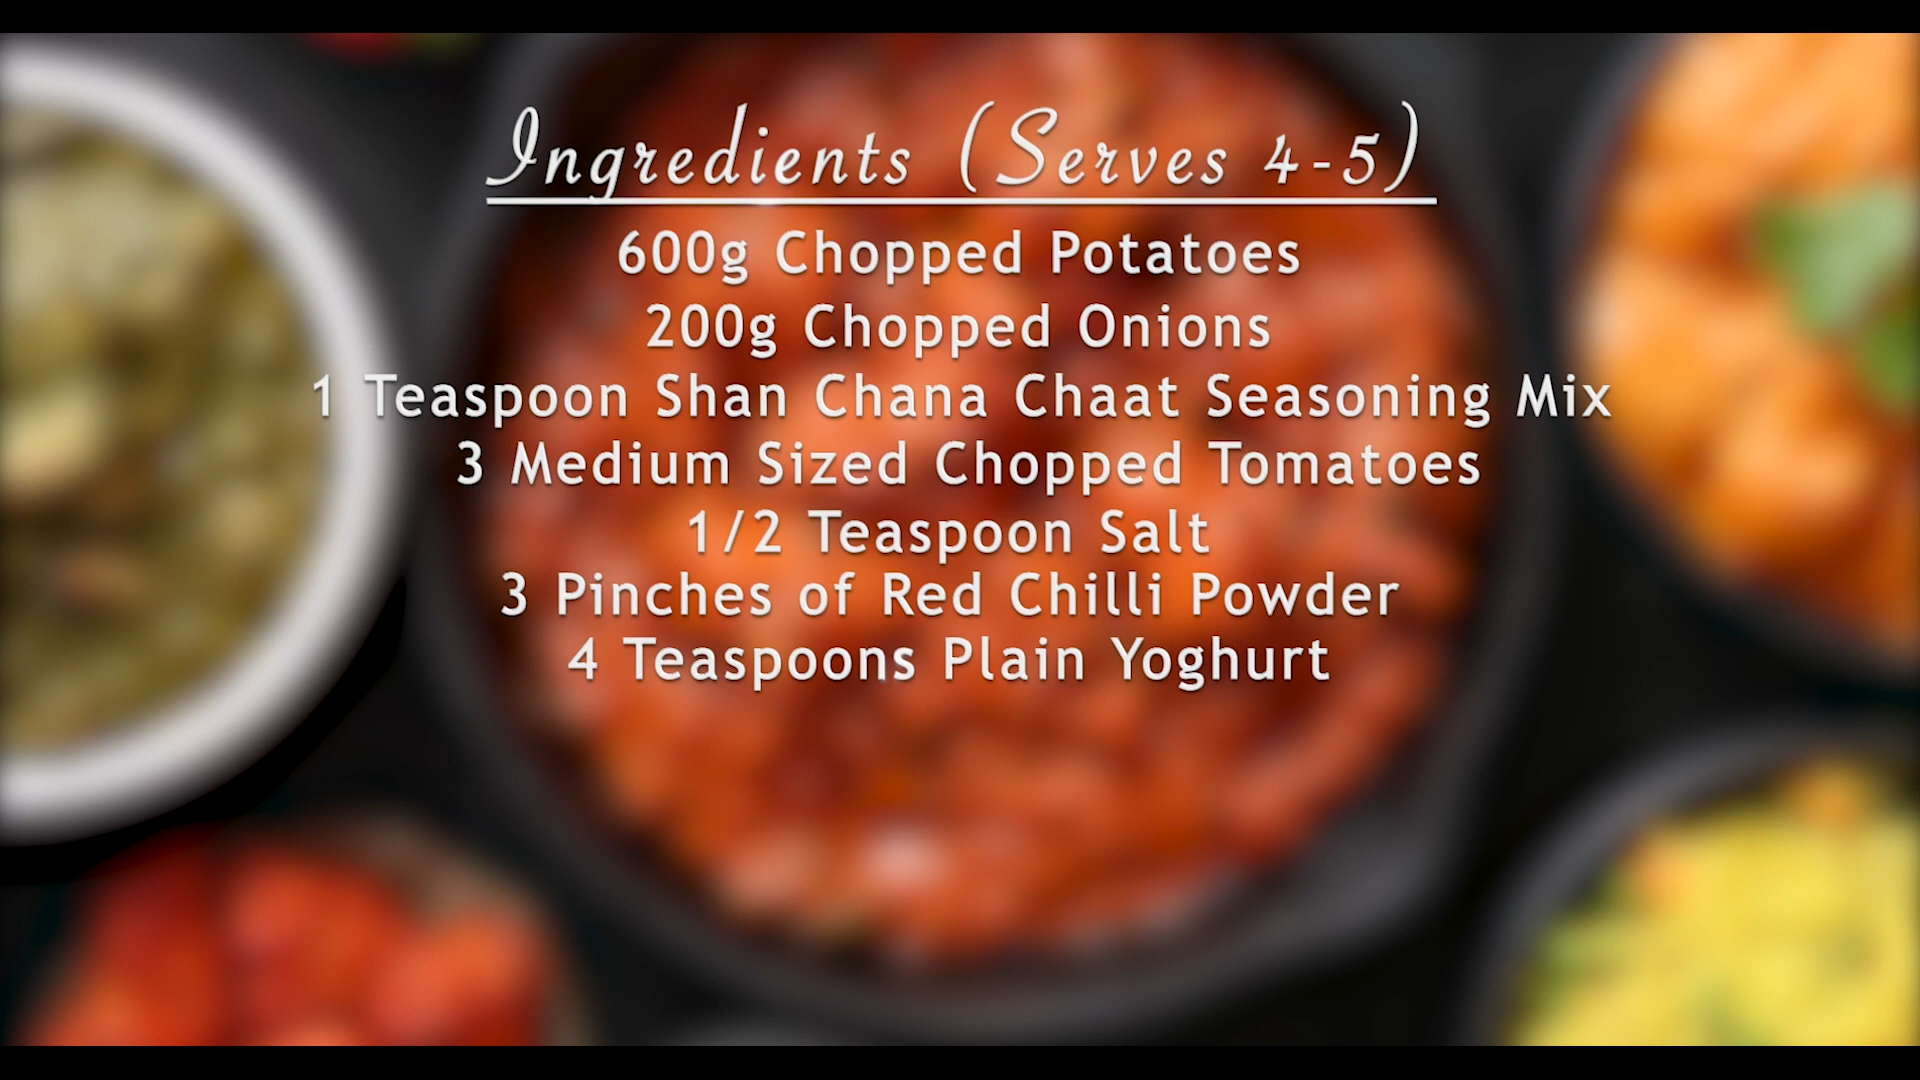 Ingredients (Serves 4-5)
600g Chopped Potatoes
200g Chopped Onions
1 Teaspoon Shan Chana Chaat Seasoning Mix
3 Medium Sized Chopped Tomatoes
1/2 Teaspoon Salt
3 Pinches of Red Chilli Powder
4 Teaspoons Plain Yoghurt